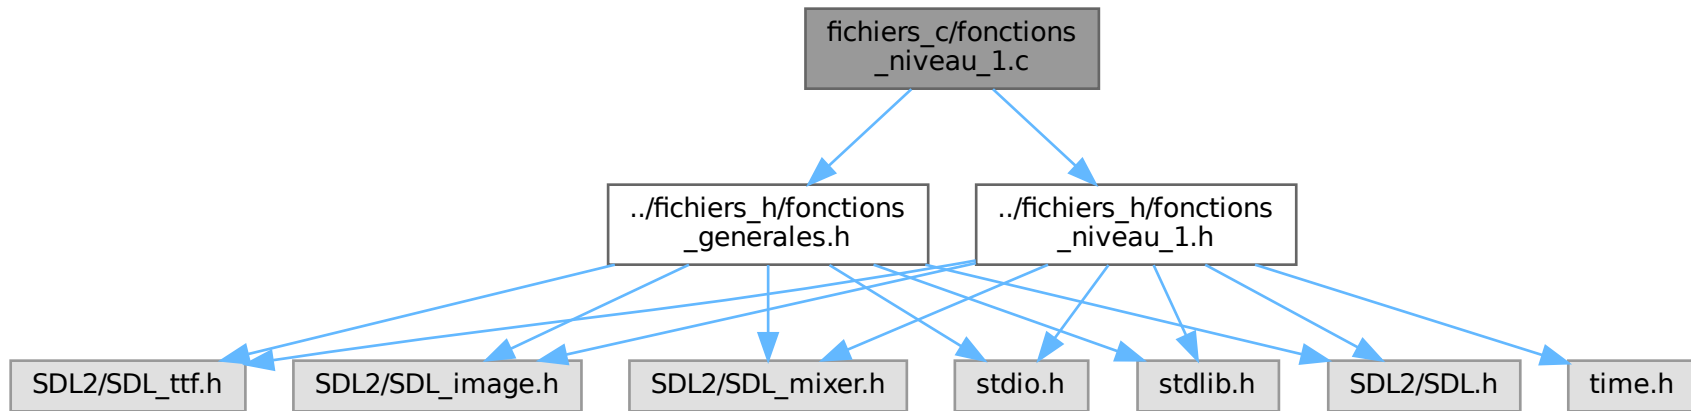 fichiers_c/fonctions
_niveau_1.c
../fichiers_h/fonctions
_generales.h
../fichiers_h/fonctions
_niveau_1.h
SDL2/SDL_ttf.h
SDL2/SDL_image.h
SDL2/SDL_mixer.h
stdio.h
stdlib.h
SDL2/SDL.h
time.h